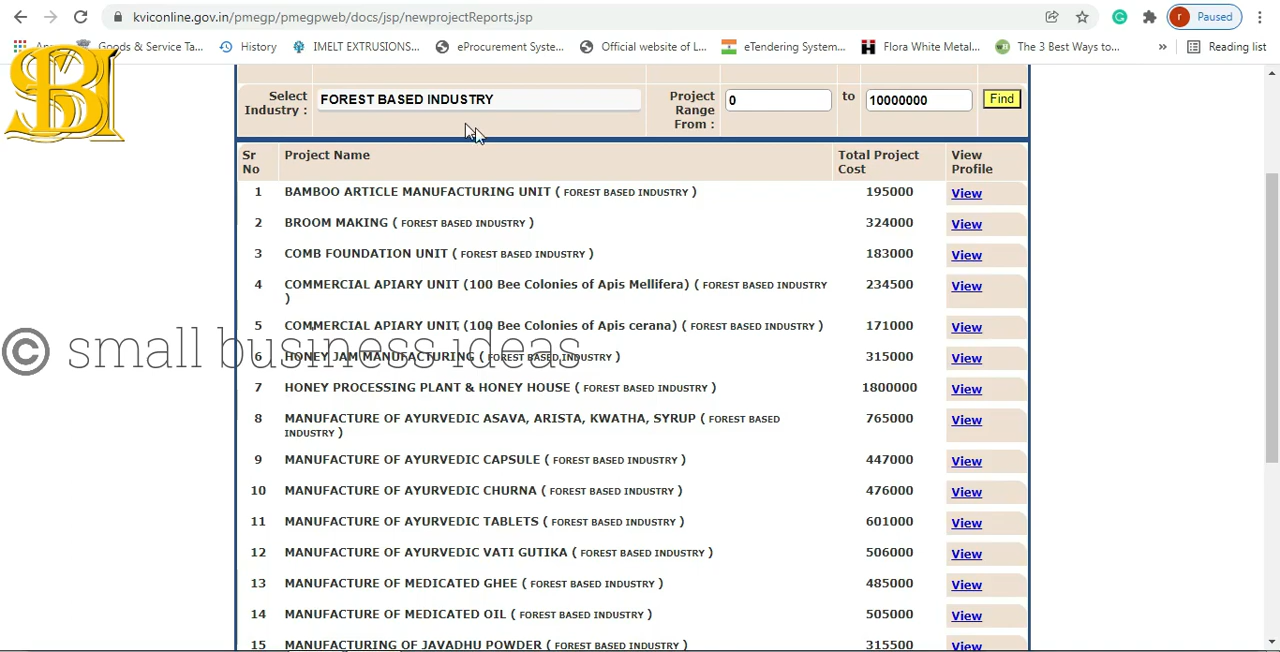 kviconline.gov.in/pmegp/pmegpweb/docs/jsp/newprojectReports.jsp
r Paused
Goods & Service Ta... History IMELT EXTRUSIONS... eProcurement Syste... Official website of L... eTendering System... Flora White Metal... The 3 Best Ways to... » Reading list
SBI
Select Industry : FOREST BASED INDUSTRY Project Range From : 0 to 10000000 Find
Sr No Project Name Total Project Cost View Profile
1 BAMBOO ARTICLE MANUFACTURING UNIT ( FOREST BASED INDUSTRY ) 195000 View
2 BROOM MAKING ( FOREST BASED INDUSTRY ) 324000 View
3 COMB FOUNDATION UNIT ( FOREST BASED INDUSTRY ) 183000 View
4 COMMERCIAL APIARY UNIT (100 Bee Colonies of Apis Mellifera) ( FOREST BASED INDUSTRY ) 234500 View
5 COMMERCIAL APIARY UNIT (100 Bee Colonies of Apis cerana) ( FOREST BASED INDUSTRY ) 171000 View
© small business ideas
6 HONEY JAM MANUFACTURING ( FOREST BASED INDUSTRY ) 315000 View
7 HONEY PROCESSING PLANT & HONEY HOUSE ( FOREST BASED INDUSTRY ) 1800000 View
8 MANUFACTURE OF AYURVEDIC ASAVA, ARISTA, KWATHA, SYRUP ( FOREST BASED INDUSTRY ) 765000 View
9 MANUFACTURE OF AYURVEDIC CAPSULE ( FOREST BASED INDUSTRY ) 447000 View
10 MANUFACTURE OF AYURVEDIC CHURNA ( FOREST BASED INDUSTRY ) 476000 View
11 MANUFACTURE OF AYURVEDIC TABLETS ( FOREST BASED INDUSTRY ) 601000 View
12 MANUFACTURE OF AYURVEDIC VATI GUTIKA ( FOREST BASED INDUSTRY ) 506000 View
13 MANUFACTURE OF MEDICATED GHEE ( FOREST BASED INDUSTRY ) 485000 View
14 MANUFACTURE OF MEDICATED OIL ( FOREST BASED INDUSTRY ) 505000 View
15 MANUFACTURING OF JAVADHU POWDER ( FOREST BASED INDUSTRY ) 315500 View